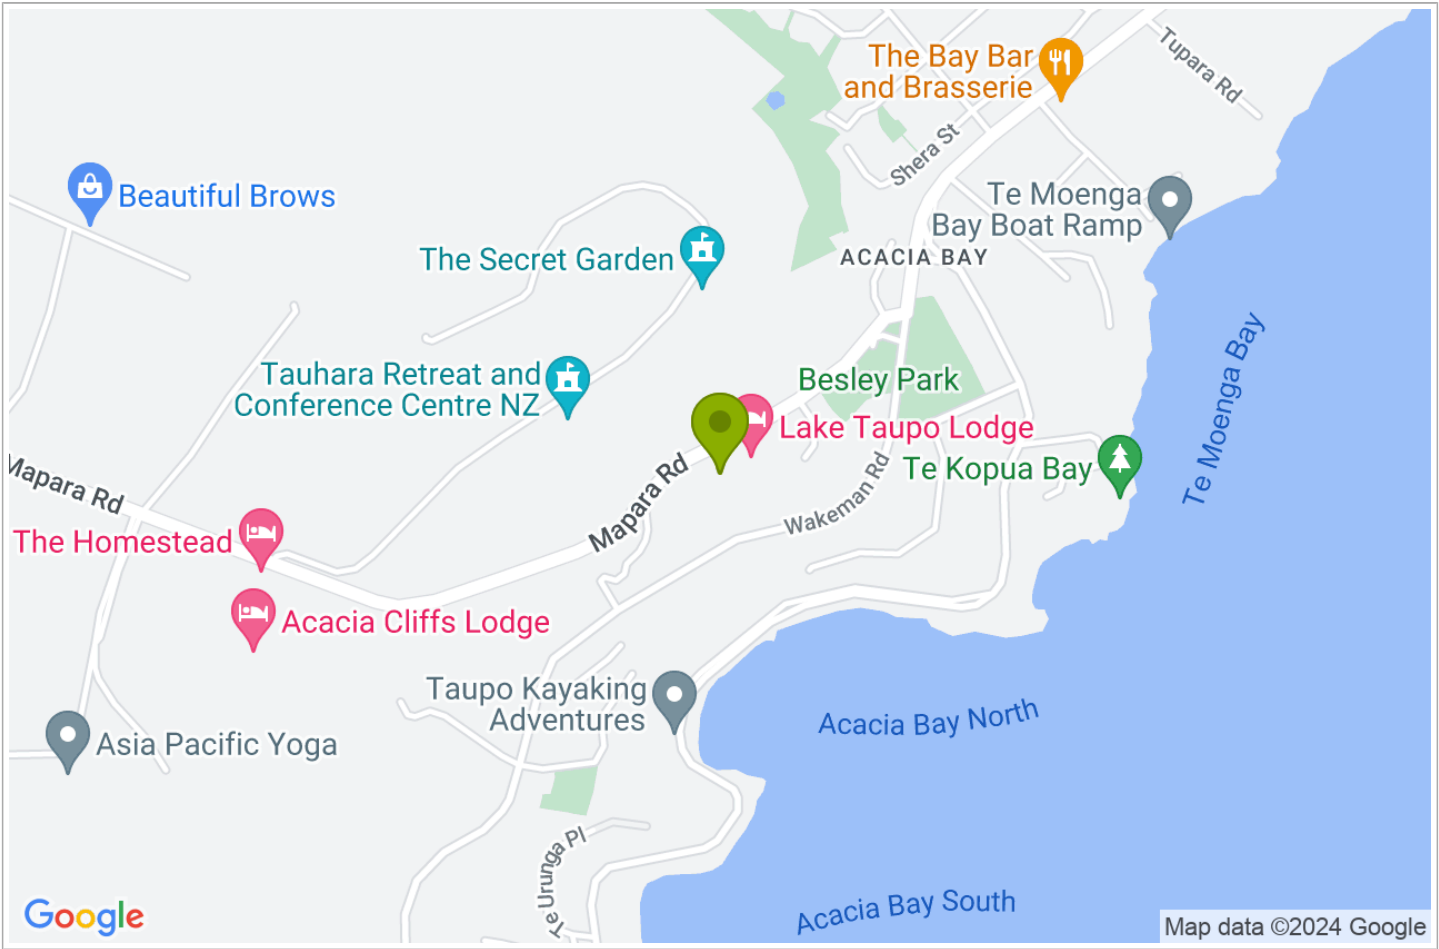 The Bay Bar
and Brasserie
Tupara Rd
Shera St
Beautiful Brows
Te Moenga
Bay Boat Ramp
The Secret Garden
ACACIA BAY
Te Moenga Bay
Tauhara Retreat and
Conference Centre NZ
Besley Park
Lake Taupo Lodge
Te Kopua Bay
Mapara Rd
Mapara Rd
Wakeman Rd
The Homestead
Acacia Cliffs Lodge
Taupo Kayaking
Adventures
Acacia Bay North
Asia Pacific Yoga
Te Urunga Pl
Acacia Bay South
Google
Map data ©2024 Google